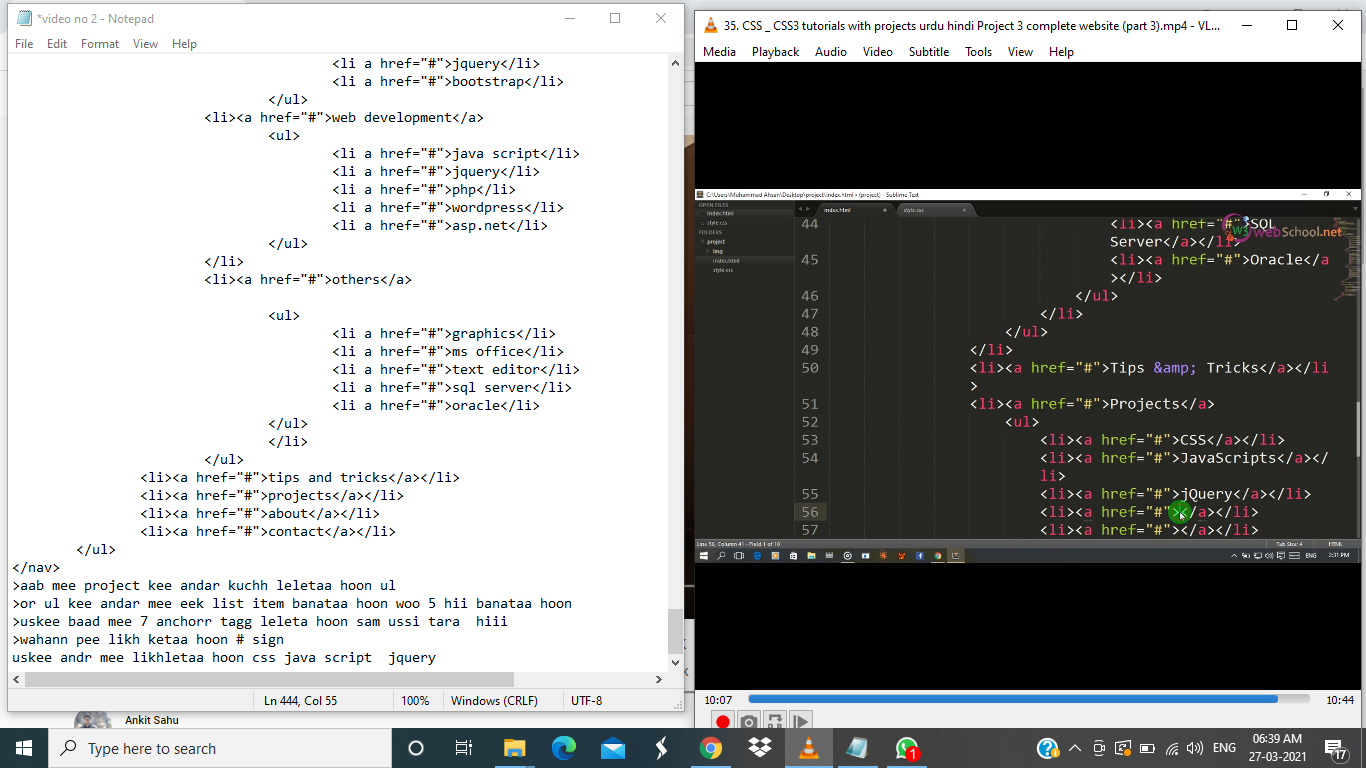 *video no 2 - Notepad
File Edit Format View Help
<li a href="#">jquery</li>
<li a href="#">bootstrap</li>
</ul>
<li><a href="#">web development</a>
<ul>
<li a href="#">java script</li>
<li a href="#">jquery</li>
<li a href="#">php</li>
<li a href="#">wordpress</li>
<li a href="#">asp.net</li>
</ul>
</li>
<li><a href="#">others</a>
<ul>
<li a href="#">graphics</li>
<li a href="#">ms office</li>
<li a href="#">text editor</li>
<li a href="#">sql server</li>
<li a href="#">oracle</li>
</ul>
</li>
</ul>
<li><a href="#">tips and tricks</a></li>
<li><a href="#">projects</a></li>
<li><a href="#">about</a></li>
<li><a href="#">contact</a></li>
</ul>
</nav>
>aab mee project kee andar kuchh leletaa hoon ul
>or ul kee andar mee eek list item banataa hoon woo 5 hii banataa hoon
>uskee baad mee 7 anchorr tagg leleta hoon sam ussi tara  hiii
>wahann pee likh ketaa hoon # sign
uskee andr mee likhletaa hoon css java script  jquery
Ln 444, Col 55 100% Windows (CRLF) UTF-8
Ankit Sahu
35. CSS _ CSS3 tutorials with projects urdu hindi Project 3 complete website (part 3).mp4 - VL...
Media Playback Audio Video Subtitle Tools View Help
C:\Users\Muhammad Ahsan\Desktop\project\index.html • (project) - Sublime Text
OPEN FILES
index.html
style.css
FOLDERS
project
img
index.html
style.css
index.html style.css
W3 webSchool.net
44 <li><a href="#">SQL
Server</a></li>
45 <li><a href="#">Oracle</a
></li>
46 </ul>
47 </li>
48 </ul>
49 </li>
50 <li><a href="#">Tips &amp; Tricks</a></li
>
51 <li><a href="#">Projects</a>
52 <ul>
53 <li><a href="#">CSS</a></li>
54 <li><a href="#">JavaScripts</a></
li>
55 <li><a href="#">jQuery</a></li>
56 <li><a href="#"></a></li>
57 <li><a href="#"></a></li>
Line 56, Column 41 - Field 1 of 10 Tab Size: 4 HTML
ENG 2:31 PM
10:07 10:44
Type here to search
1
ENG
06:39 AM
27-03-2021
17